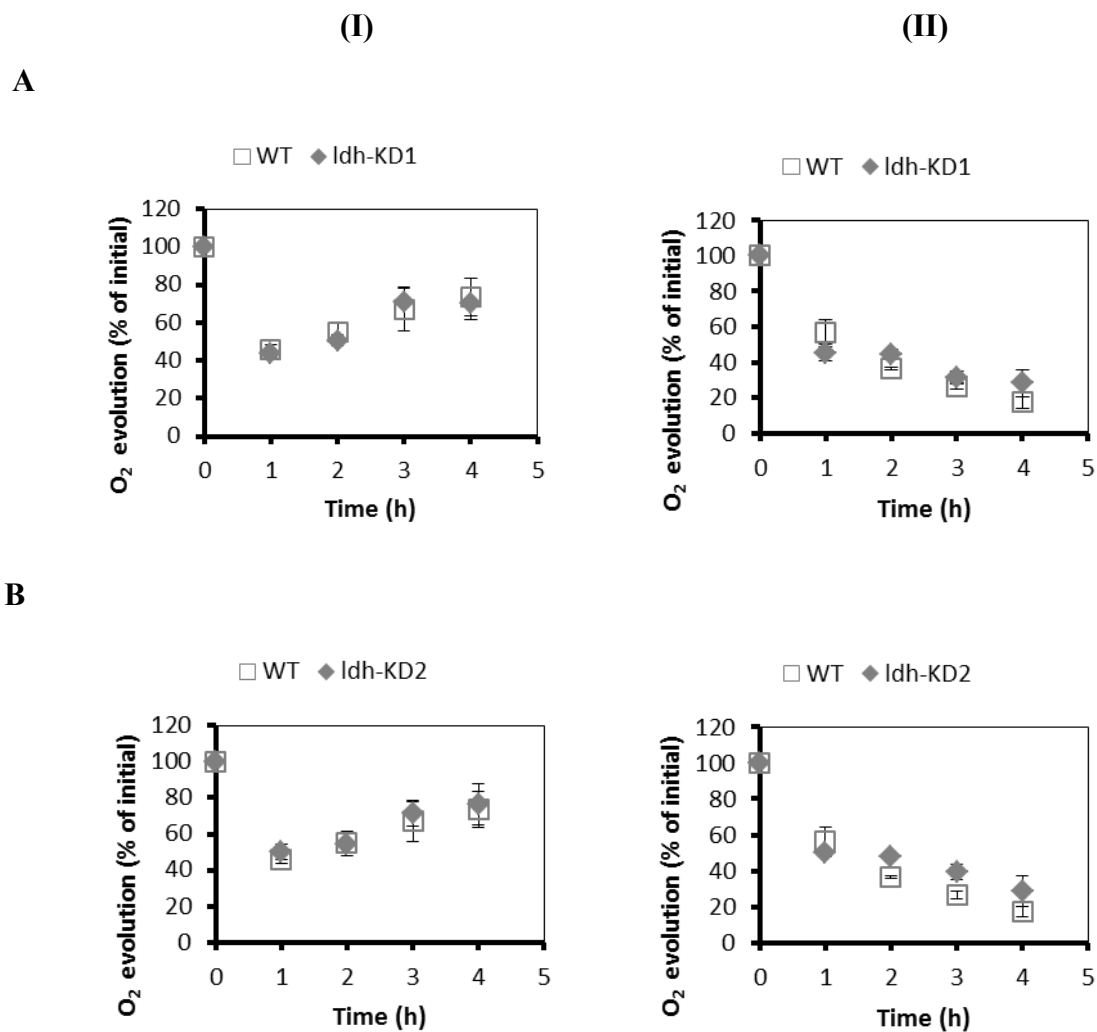 (I)
(II)
A
WT ldh-KD1
O₂ evolution (% of initial)
120
100
80
60
40
20
0
0 1 2 3 4 5
Time (h)
WT ldh-KD1
O₂ evolution (% of initial)
120
100
80
60
40
20
0
0 1 2 3 4 5
Time (h)
B
WT ldh-KD2
O₂ evolution (% of initial)
120
100
80
60
40
20
0
0 1 2 3 4 5
Time (h)
WT ldh-KD2
O₂ evolution (% of initial)
120
100
80
60
40
20
0
0 1 2 3 4 5
Time (h)